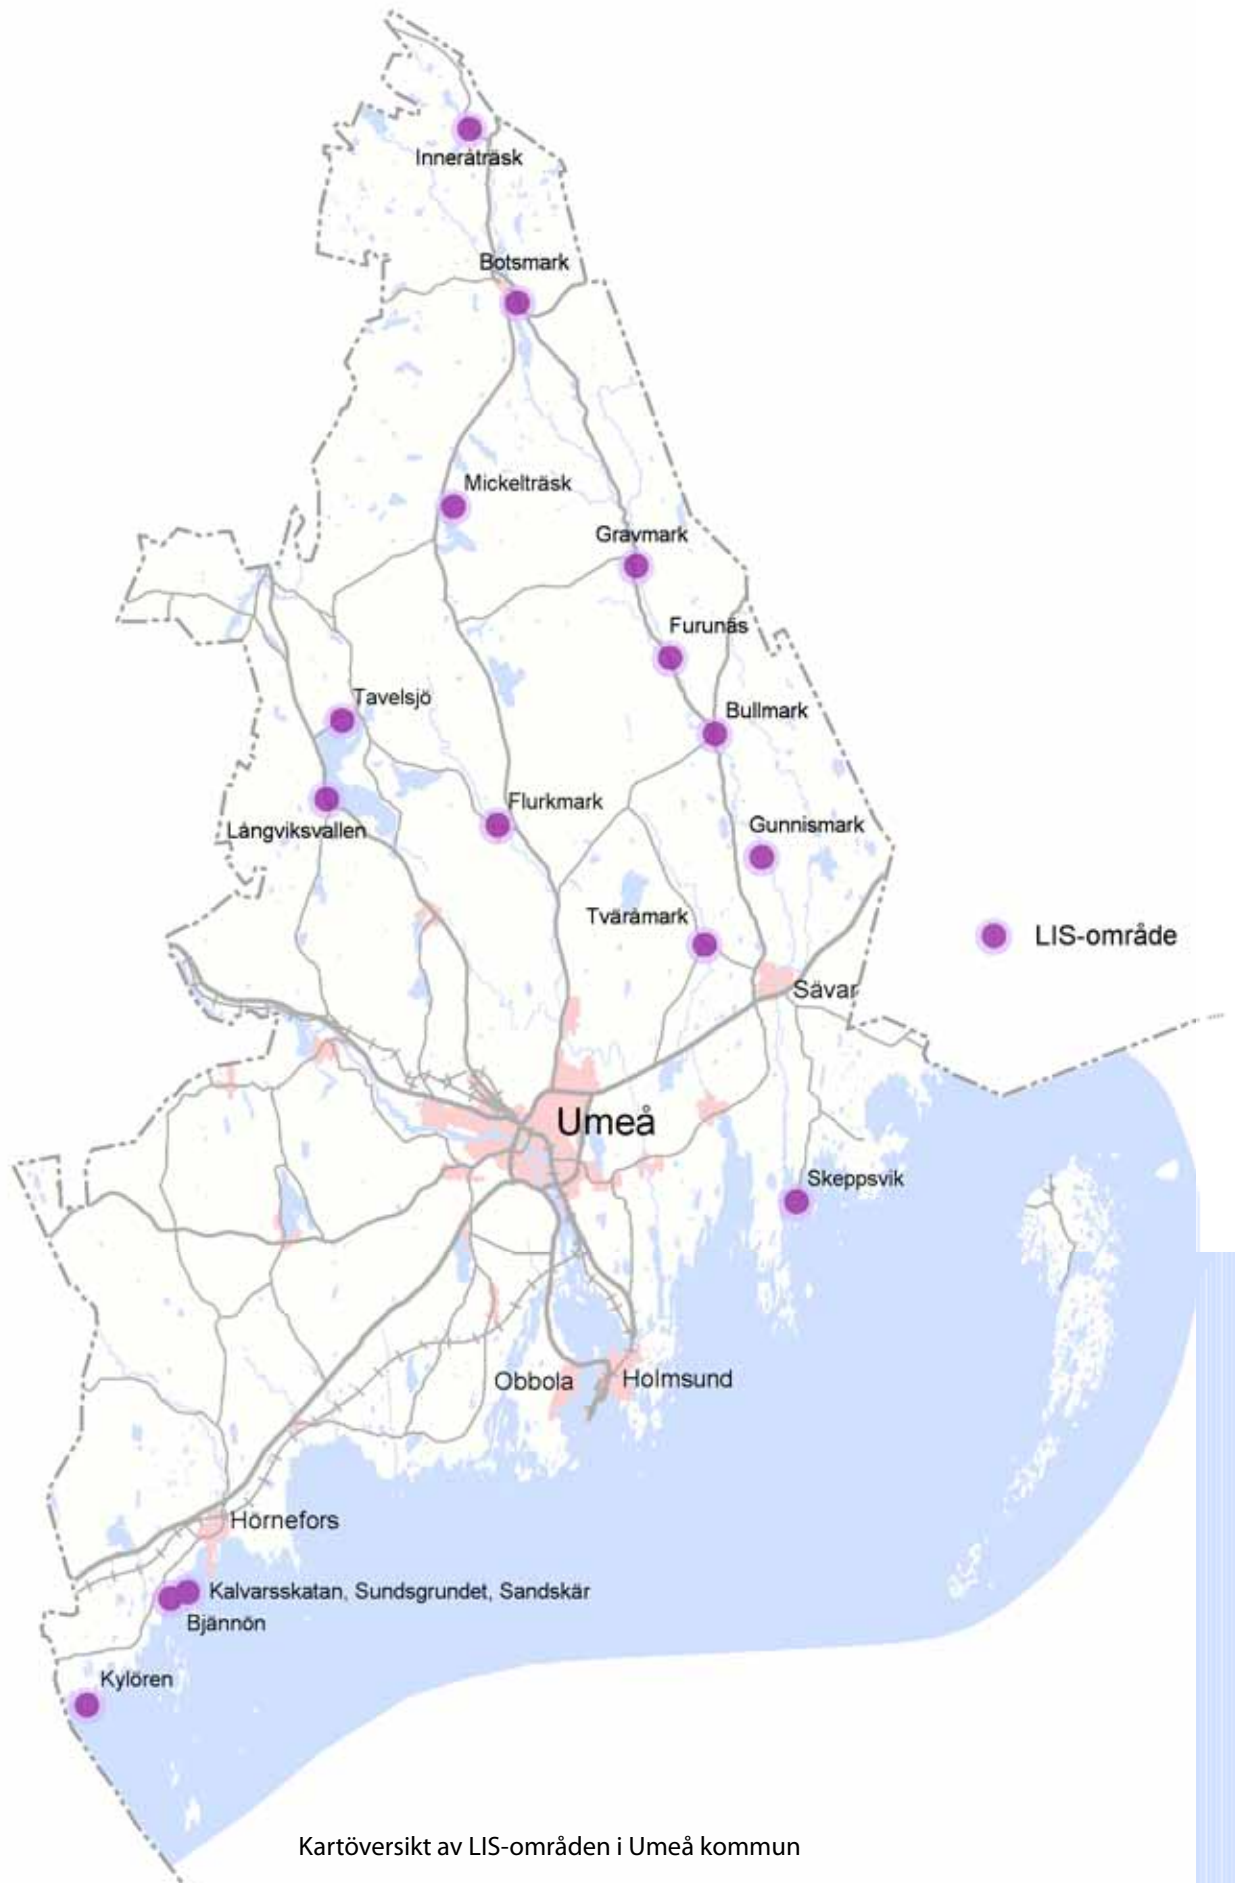 Inneråträsk
Botsmark
Mickelträsk
Gravmark
Furunäs
Tavelsjö
Bullmark
Flurkmark
Långviksvallen
Gunnismark
Tväråmark
LIS-område
Sävar
Umeå
Skeppsvik
Obbola
Holmsund
Hörnefors
Kalvarsskatan, Sundsgrundet, Sandskär
Bjännön
Kylören
Kartöversikt av LIS-områden i Umeå kommun